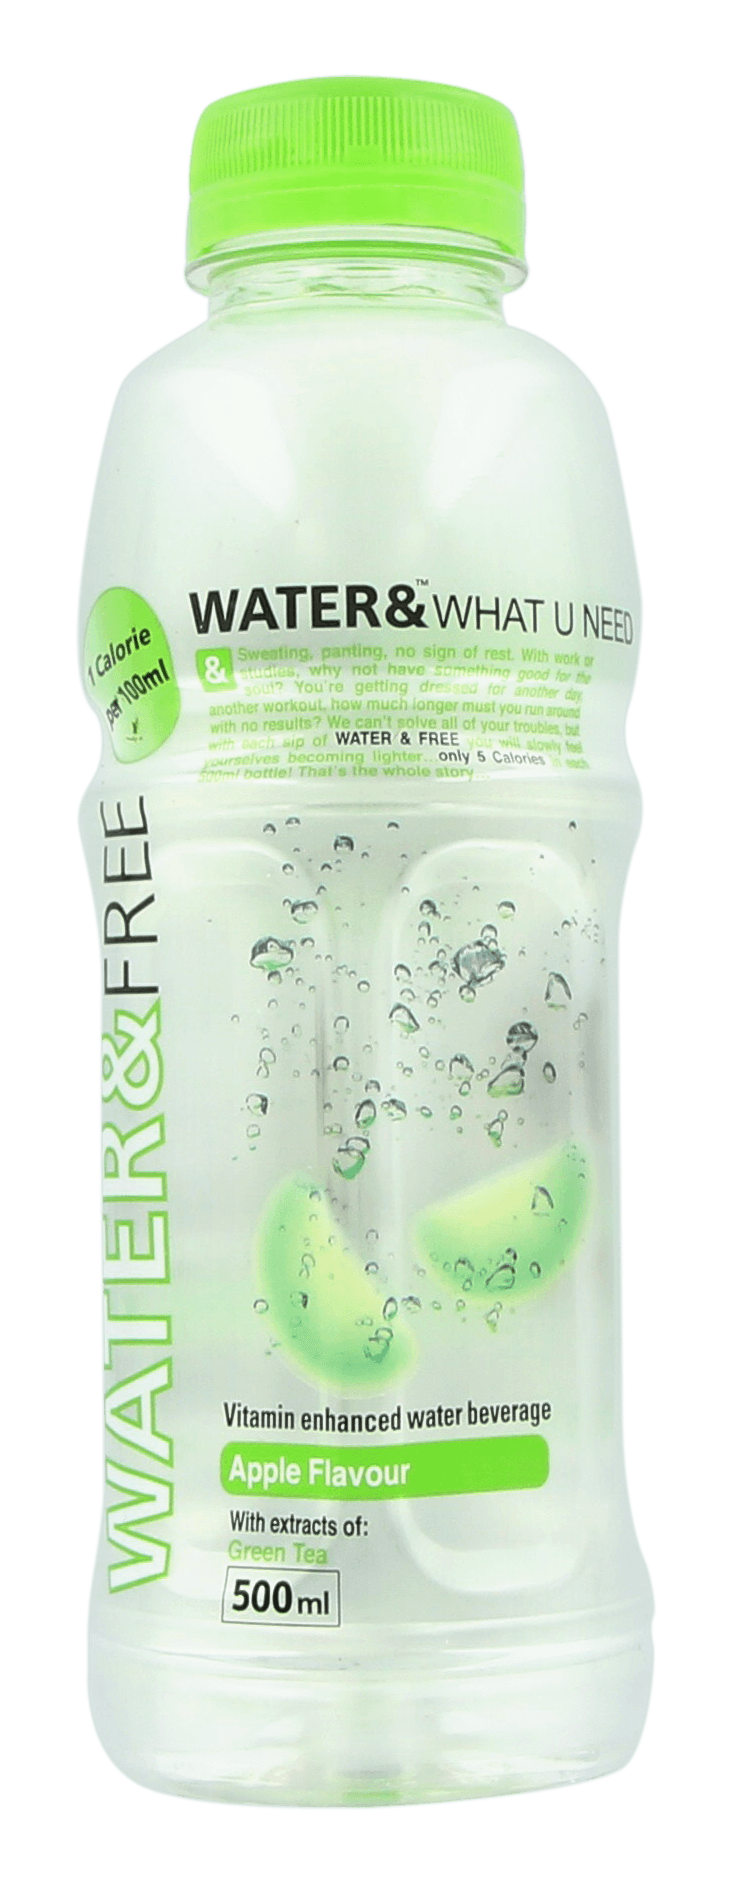 WATER&™WHAT U NEED
1 Calorie
per 100ml
& Sweating, panting, no sign of rest. With work or
studies, why not have something good for the
soul? You're getting dressed for another day,
another workout, how much longer must you run around
with no results? We can't solve all of your troubles, but
with each sip of WATER & FREE you will slowly feel
yourselves becoming lighter...only 5 Calories in each
500ml bottle! That's the whole story...
WATER&FREE
Vitamin enhanced water beverage
Apple Flavour
With extracts of:
Green Tea
500ml